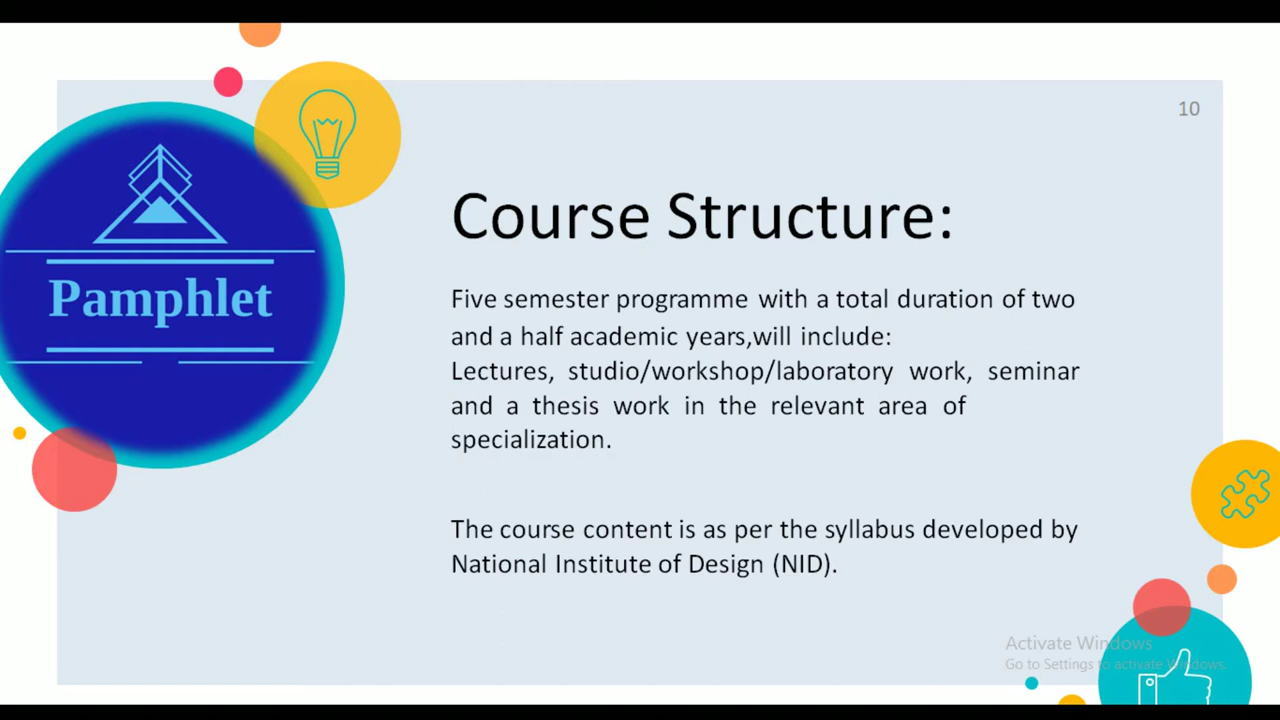 10
Pamphlet
Course Structure:
Five semester programme with a total duration of two
and a half academic years,will include:
Lectures, studio/workshop/laboratory work, seminar
and a thesis work in the relevant area of
specialization.
The course content is as per the syllabus developed by
National Institute of Design (NID).
Activate Windows
Go to Settings to activate Windows.